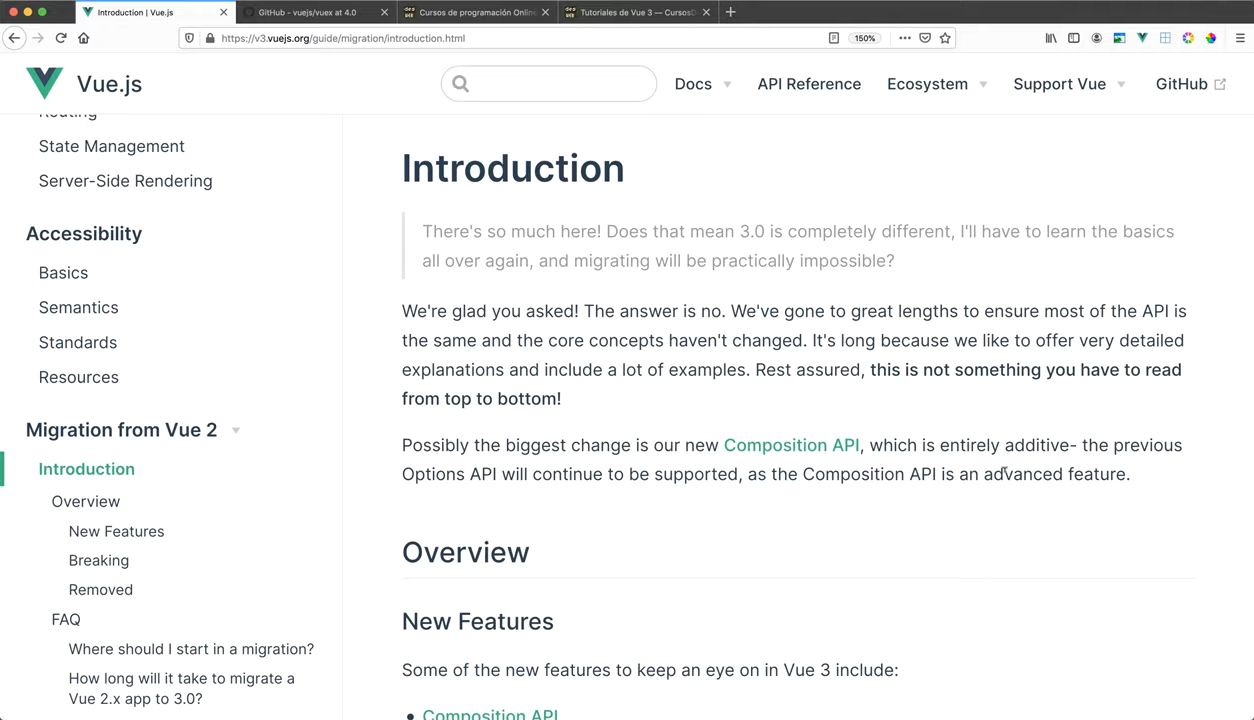 Introduction | Vue.js
GitHub - vuejs/vuex at 4.0
Cursos de programación Online
Tutoriales de Vue 3 — CursosD
https://v3.vuejs.org/guide/migration/introduction.html
150%
Vue.js
Docs
API Reference
Ecosystem
Support Vue
GitHub
Routing
State Management
Server-Side Rendering
Accessibility
Basics
Semantics
Standards
Resources
Migration from Vue 2
Introduction
Overview
New Features
Breaking
Removed
FAQ
Where should I start in a migration?
How long will it take to migrate a
Vue 2.x app to 3.0?
Introduction
There's so much here! Does that mean 3.0 is completely different, I'll have to learn the basics
all over again, and migrating will be practically impossible?
We're glad you asked! The answer is no. We've gone to great lengths to ensure most of the API is
the same and the core concepts haven't changed. It's long because we like to offer very detailed
explanations and include a lot of examples. Rest assured, this is not something you have to read
from top to bottom!
Possibly the biggest change is our new Composition API, which is entirely additive- the previous
Options API will continue to be supported, as the Composition API is an advanced feature.
Overview
New Features
Some of the new features to keep an eye on in Vue 3 include:
• Composition API